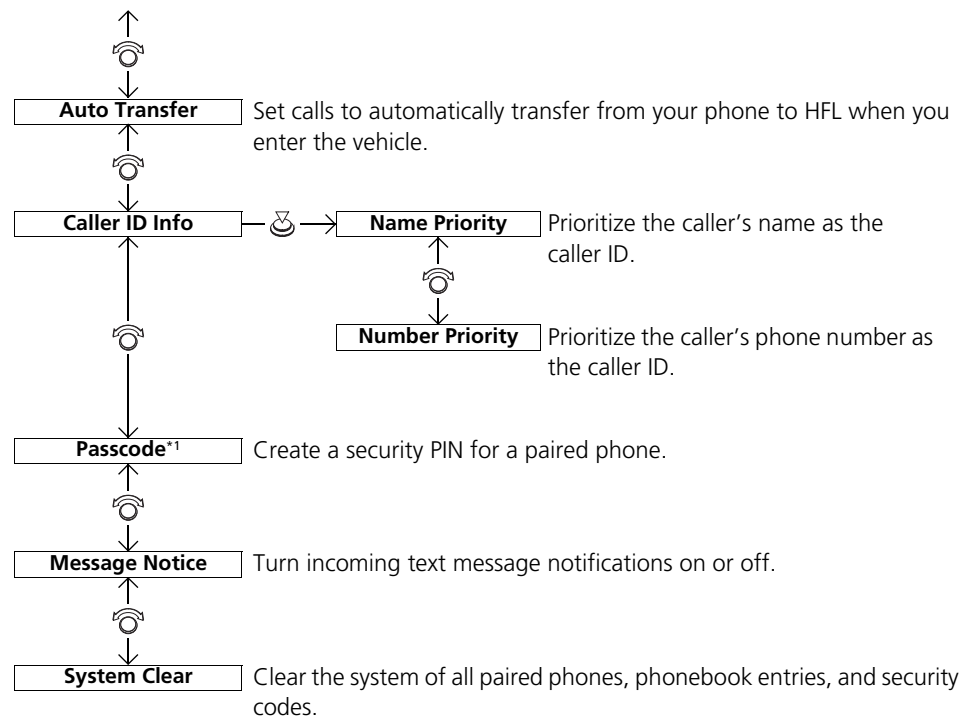 Auto Transfer
Set calls to automatically transfer from your phone to HFL when you
enter the vehicle.
Caller ID Info
Name Priority
Prioritize the caller's name as the
caller ID.
Number Priority
Prioritize the caller's phone number as
the caller ID.
Passcode*1
Create a security PIN for a paired phone.
Message Notice
Turn incoming text message notifications on or off.
System Clear
Clear the system of all paired phones, phonebook entries, and security
codes.